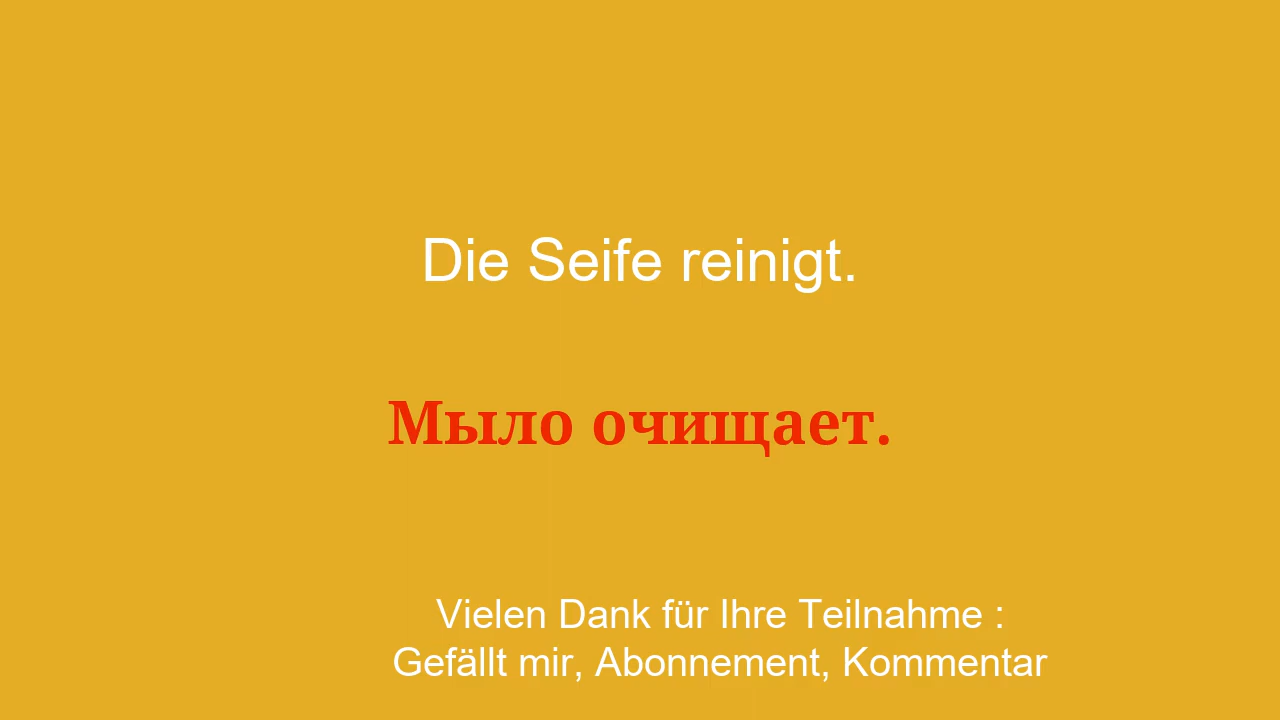 Die Seife reinigt.
Мыло очищает.
Vielen Dank für Ihre Teilnahme :
Gefällt mir, Abonnement, Kommentar